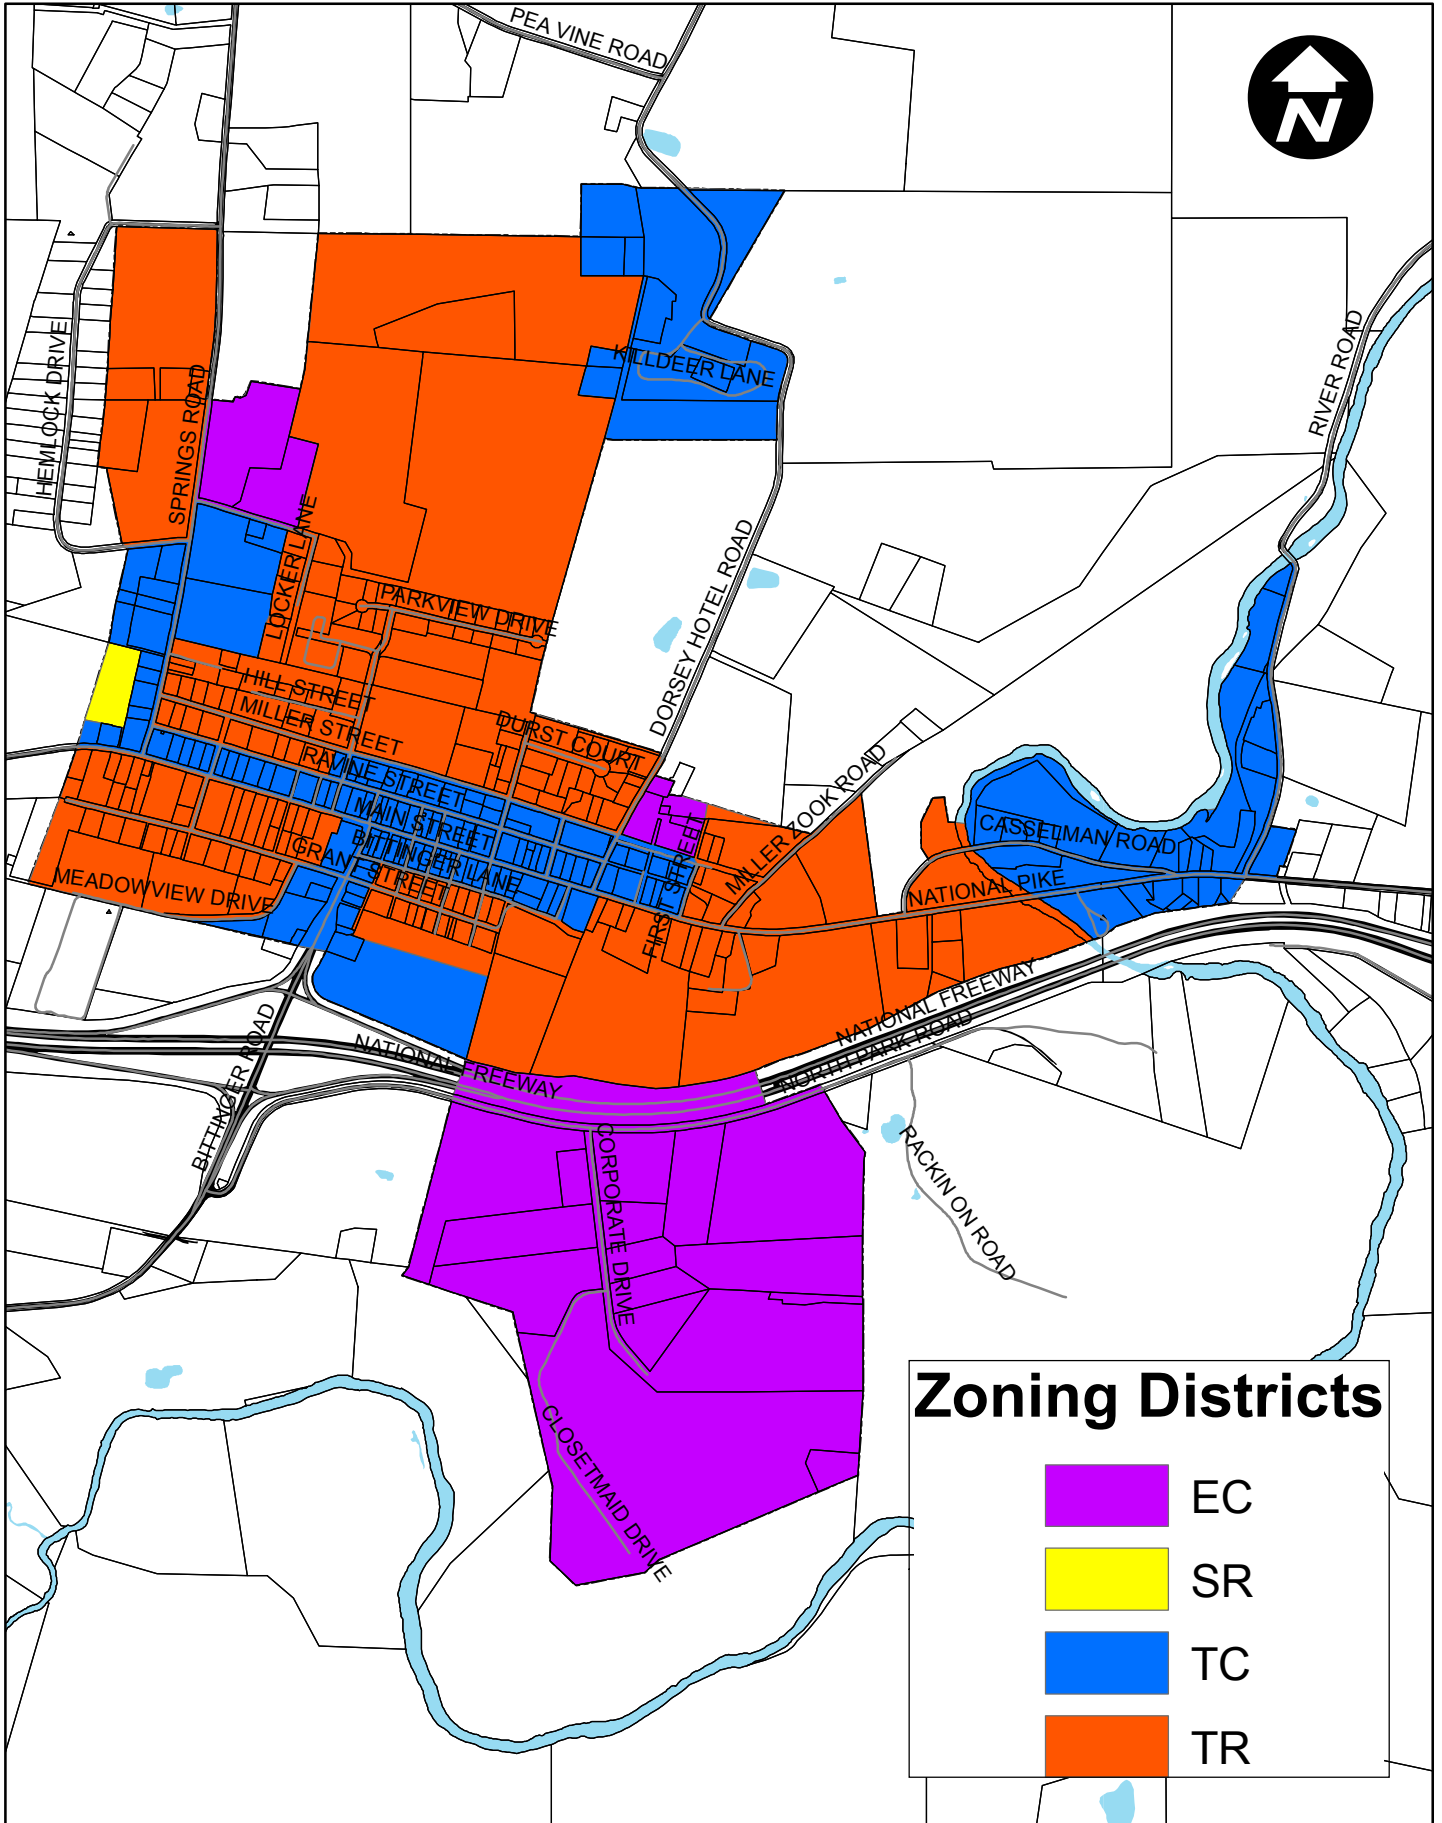 PEA VINE ROAD
N
HEMLOCK DRIVE
SPRINGS ROAD
KILLDEER LANE
RIVER ROAD
LOCKER LANE
PARKVIEW DRIVE
DORSEY HOTEL ROAD
HILL STREET
MILLER STREET
DURST COURT
RAVINE STREET
MAIN STREET
BITTINGER LANE
GRANT STREET
MEADOWVIEW DRIVE
FIRST STREET
MILLER ZOOK ROAD
CASSELMAN ROAD
NATIONAL PIKE
NATIONAL FREEWAY
NORTH PARK ROAD
NATIONAL FREEWAY
BITTINGER ROAD
CORPORATE DRIVE
RACKIN ON ROAD
CLOSETMAID DRIVE
Zoning Districts
EC
SR
TC
TR